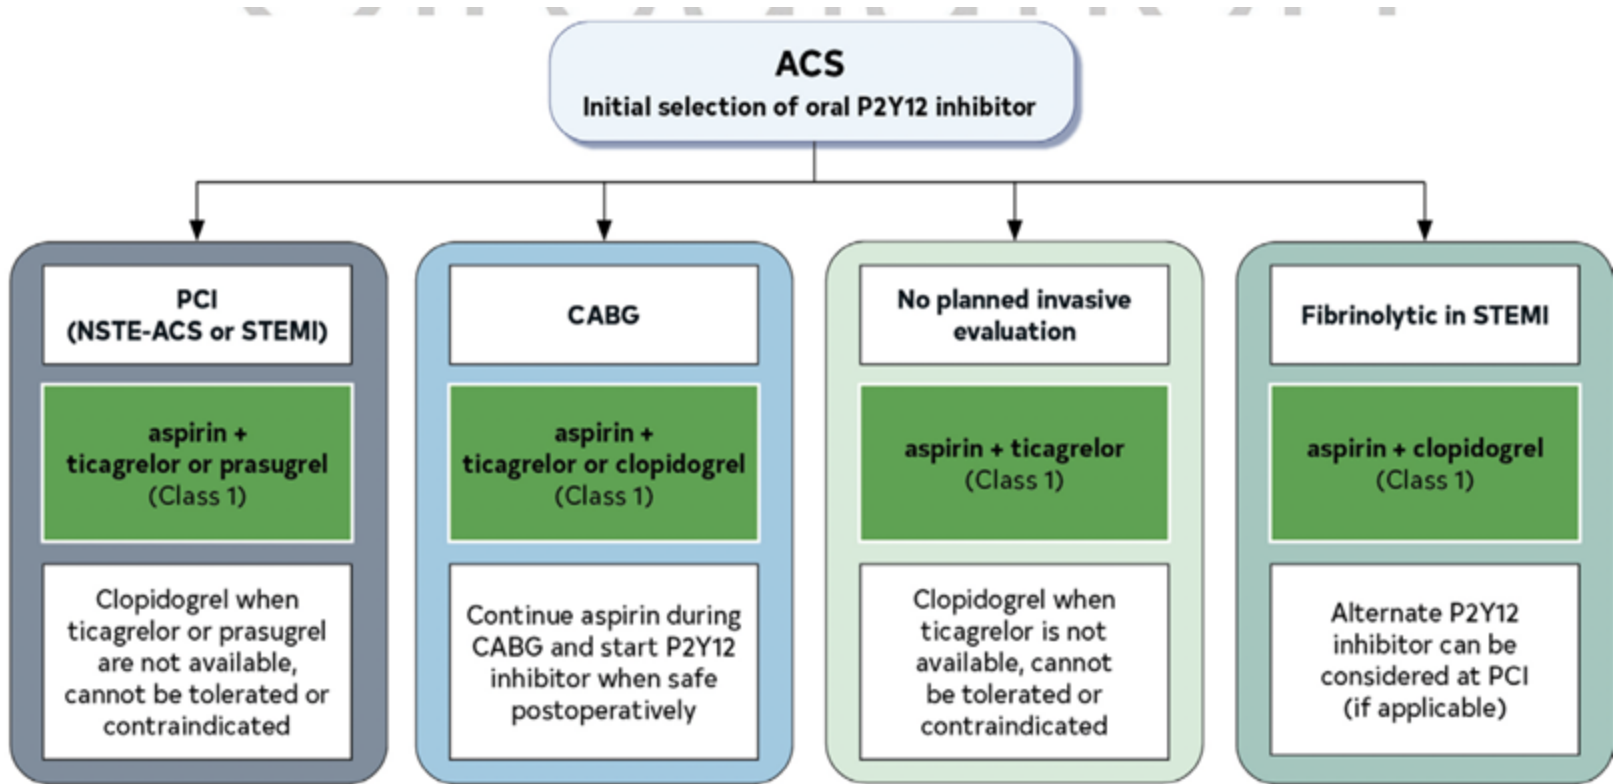 ACS
Initial selection of oral P2Y12 inhibitor
PCI
(NSTE-ACS or STEMI)
aspirin +
ticagrelor or prasugrel
(Class 1)
Clopidogrel when
ticagrelor or prasugrel
are not available,
cannot be tolerated or
contraindicated
CABG
aspirin +
ticagrelor or clopidogrel
(Class 1)
Continue aspirin during
CABG and start P2Y12
inhibitor when safe
postoperatively
No planned invasive
evaluation
aspirin + ticagrelor
(Class 1)
Clopidogrel when
ticagrelor is not
available, cannot
be tolerated or
contraindicated
Fibrinolytic in STEMI
aspirin + clopidogrel
(Class 1)
Alternate P2Y12
inhibitor can be
considered at PCI
(if applicable)